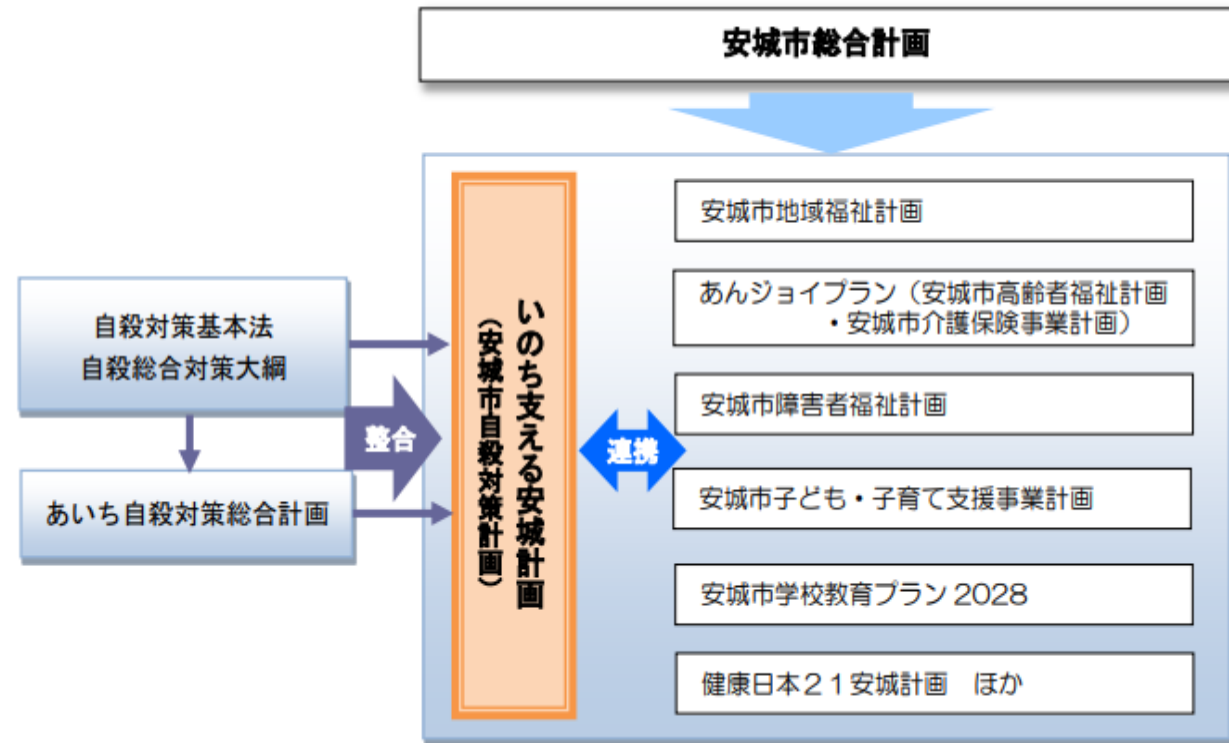 安城市総合計画
自殺対策基本法
自殺総合対策大綱
あいち自殺対策総合計画
整合
いのち支える安城計画
（安城市自殺対策計画）
連携
安城市地域福祉計画
あんジョイプラン（安城市高齢者福祉計画
・安城市介護保険事業計画）
安城市障害者福祉計画
安城市子ども・子育て支援事業計画
安城市学校教育プラン 2028
健康日本２１安城計画　ほか